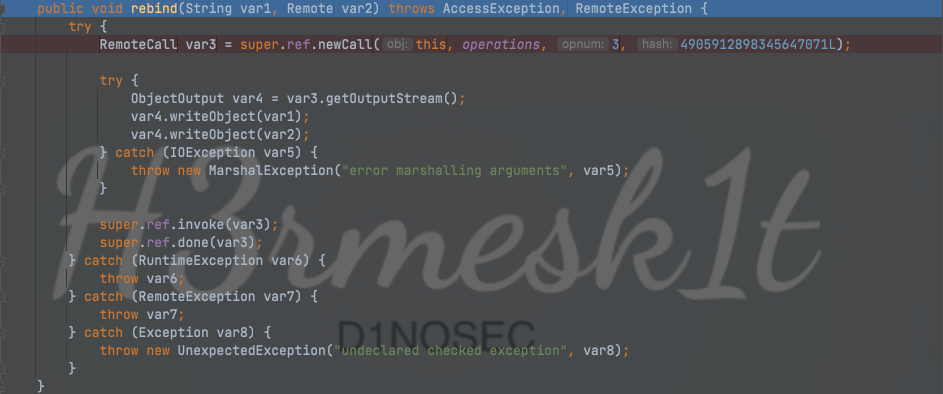 public void rebind(String var1, Remote var2) throws AccessException, RemoteException {
try {
RemoteCall var3 = super.ref.newCall( obj: this, operations, opnum: 3, hash: 4905912898345647071L);
try {
ObjectOutput var4 = var3.getOutputStream();
var4.writeObject(var1);
var4.writeObject(var2);
} catch (IOException var5) {
throw new MarshalException("error marshalling arguments", var5);
}
super.ref.invoke(var3);
super.ref.done(var3);
} catch (RuntimeException var6) {
throw var6;
} catch (RemoteException var7) {
throw var7;
} catch (Exception var8) {
throw new UnexpectedException("undeclared checked exception", var8);
}
}
H3rmesk1t
D1NOSEC